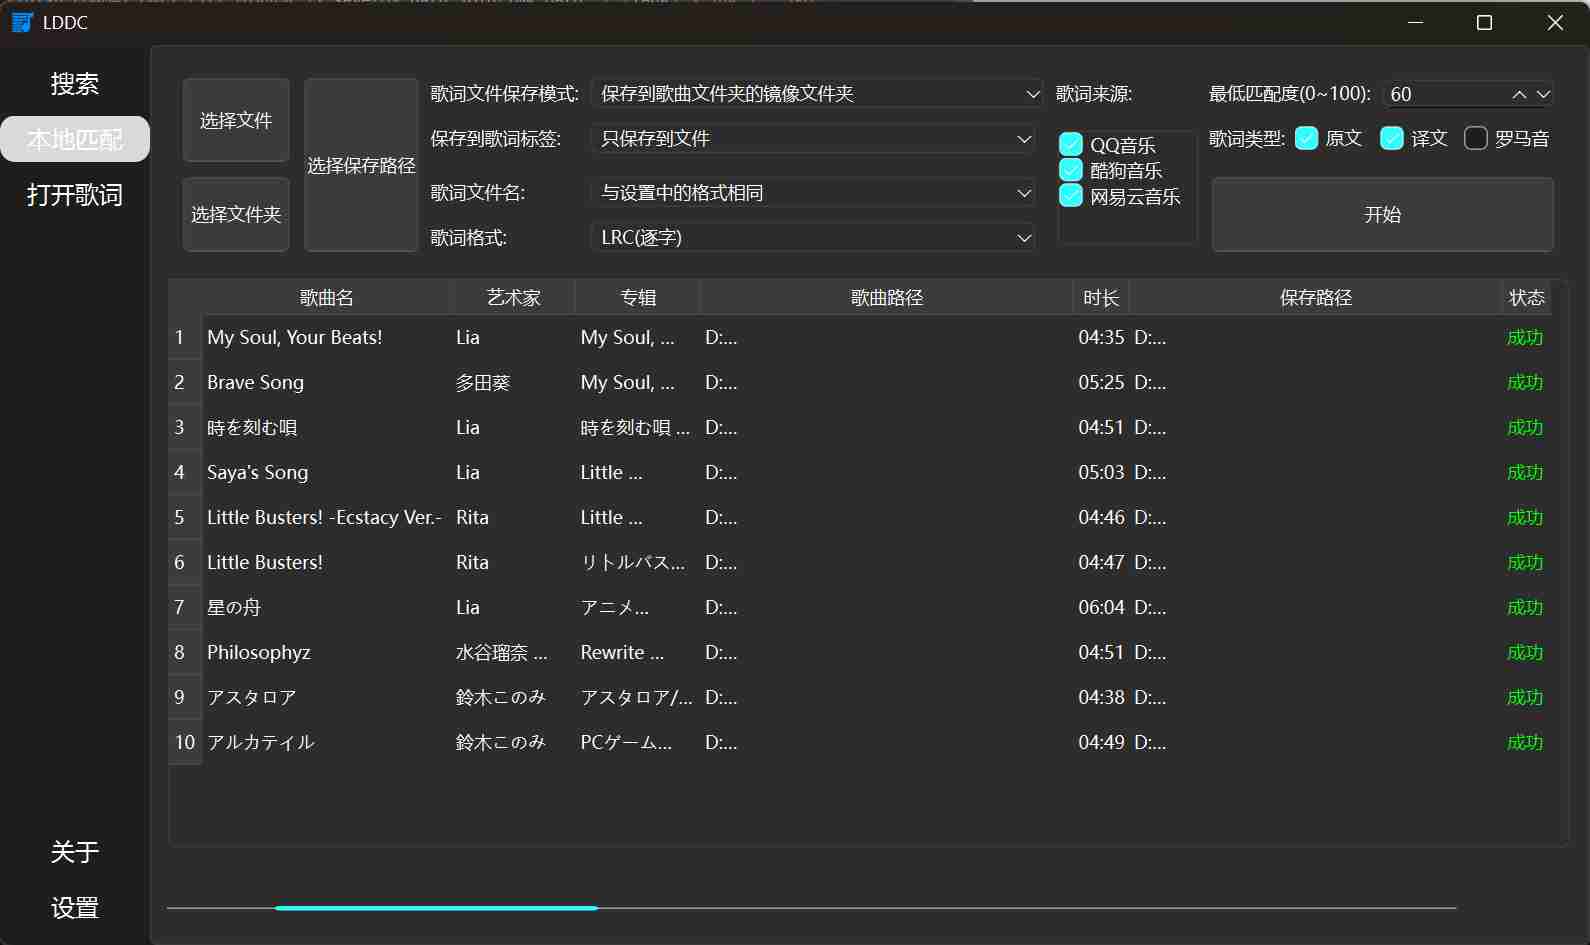 LDDC
搜索
本地匹配
打开歌词
关于
设置
选择文件
选择文件夹
选择保存路径
歌词文件保存模式: 保存到歌曲文件夹的镜像文件夹
保存到歌词标签: 只保存到文件
歌词文件名: 与设置中的格式相同
歌词格式: LRC(逐字)
歌词来源:
QQ音乐
酷狗音乐
网易云音乐
最低匹配度(0~100): 60
歌词类型: 原文 译文 罗马音
开始
歌曲名 艺术家 专辑 歌曲路径 时长 保存路径 状态
1 My Soul, Your Beats! Lia My Soul, ... D:... 04:35 D:... 成功
2 Brave Song 多田葵 My Soul, ... D:... 05:25 D:... 成功
3 時を刻む唄 Lia 時を刻む唄 ... D:... 04:51 D:... 成功
4 Saya's Song Lia Little ... D:... 05:03 D:... 成功
5 Little Busters! -Ecstacy Ver.- Rita Little ... D:... 04:46 D:... 成功
6 Little Busters! Rita リトルバス... D:... 04:47 D:... 成功
7 星の舟 Lia アニメ... D:... 06:04 D:... 成功
8 Philosophyz 水谷瑠奈 ... Rewrite ... D:... 04:51 D:... 成功
9 アスタロア 鈴木このみ アスタロア/... D:... 04:38 D:... 成功
10 アルカテイル 鈴木このみ PCゲーム... D:... 04:49 D:... 成功